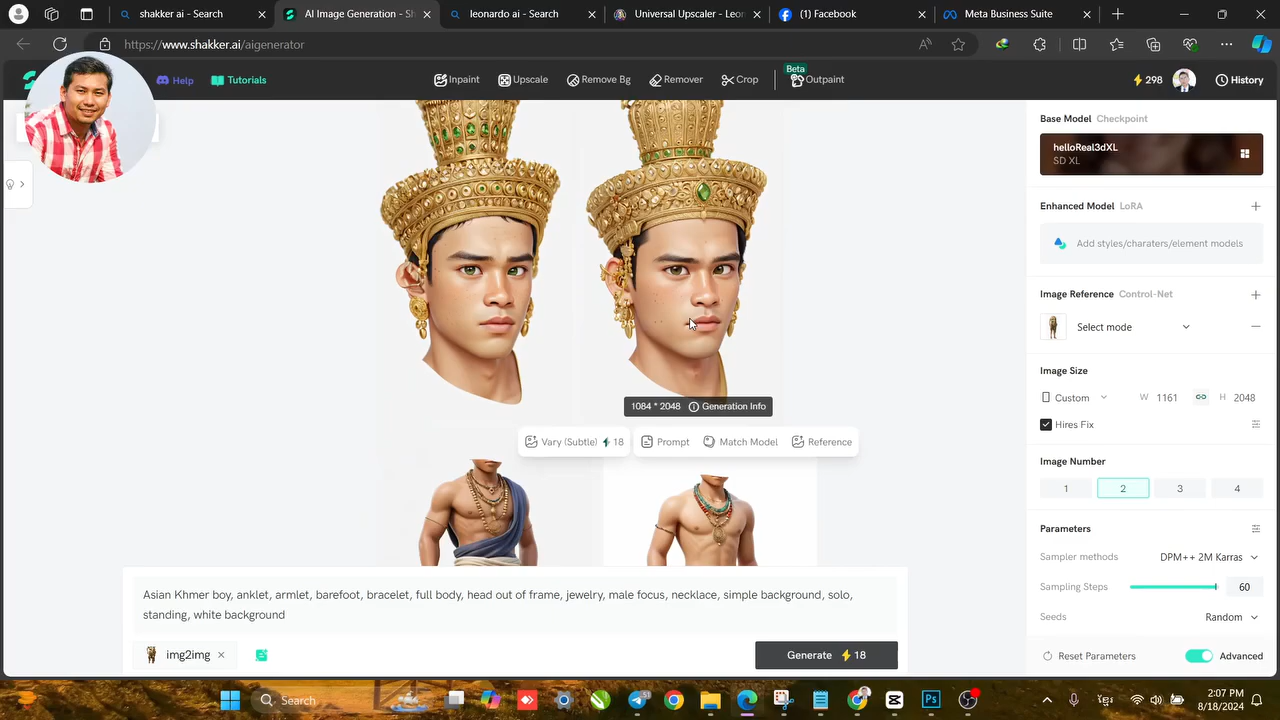 shakker ai - Search
AI Image Generation - Sh
leonardo ai - Search
Universal Upscaler - Leon
(1) Facebook
Meta Business Suite
https://www.shakker.ai/aigenerator
Help
Tutorials
Inpaint
Upscale
Remove Bg
Remover
Crop
Beta
Outpaint
298
History
Base Model Checkpoint
helloReal3dXL
SD XL
Enhanced Model LoRA
Add styles/charaters/element models
Image Reference Control-Net
Select mode
Image Size
Custom
W 1161
H 2048
Hires Fix
Image Number
1 2 3 4
Parameters
Sampler methods DPM++ 2M Karras
Sampling Steps 60
Seeds Random
Reset Parameters
Advanced
1084 * 2048 Generation Info
Vary (Subtle) 18 Prompt Match Model Reference
Asian Khmer boy, anklet, armlet, barefoot, bracelet, full body, head out of frame, jewelry, male focus, necklace, simple background, solo,
standing, white background
img2img
Generate 18
Search
51
2:07 PM
8/18/2024